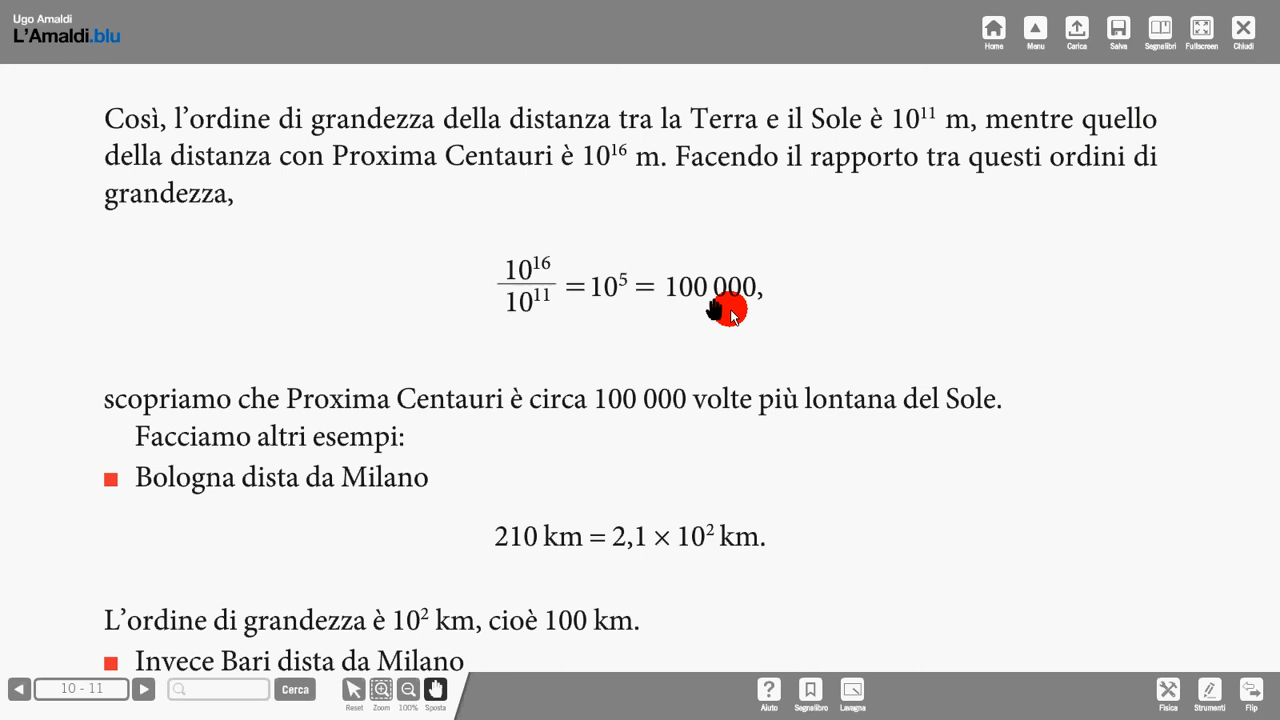 Ugo Amaldi
L'Amaldi.blu
Home Menu Carica Salva Segnalibri Fullscreen Chiudi
Così, l'ordine di grandezza della distanza tra la Terra e il Sole è 10¹¹ m, mentre quello
della distanza con Proxima Centauri è 10¹⁶ m. Facendo il rapporto tra questi ordini di
grandezza,
10¹⁶/10¹¹ = 10⁵ = 100 000,
scopriamo che Proxima Centauri è circa 100 000 volte più lontana del Sole.
Facciamo altri esempi:
Bologna dista da Milano
210 km = 2,1 × 10² km.
L'ordine di grandezza è 10² km, cioè 100 km.
Invece Bari dista da Milano
10 - 11 Cerca Reset Zoom 100% Sposta Aiuto Segnalibro Lavagna Fisica Strumenti Flip